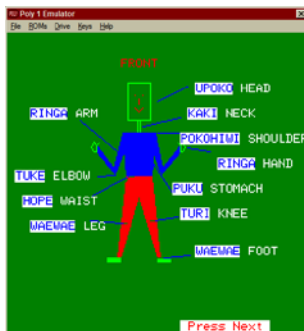 Poly 1 Emulator
File ROMs Drive Keys Help
FRONT
UPOKO HEAD
RINGA ARM
KAKI NECK
POKOHIWI SHOULDER
RINGA HAND
TUKE ELBOW
PUKU STOMACH
HOPE WAIST
TURI KNEE
WAEWAE LEG
WAEWAE FOOT
Press Next